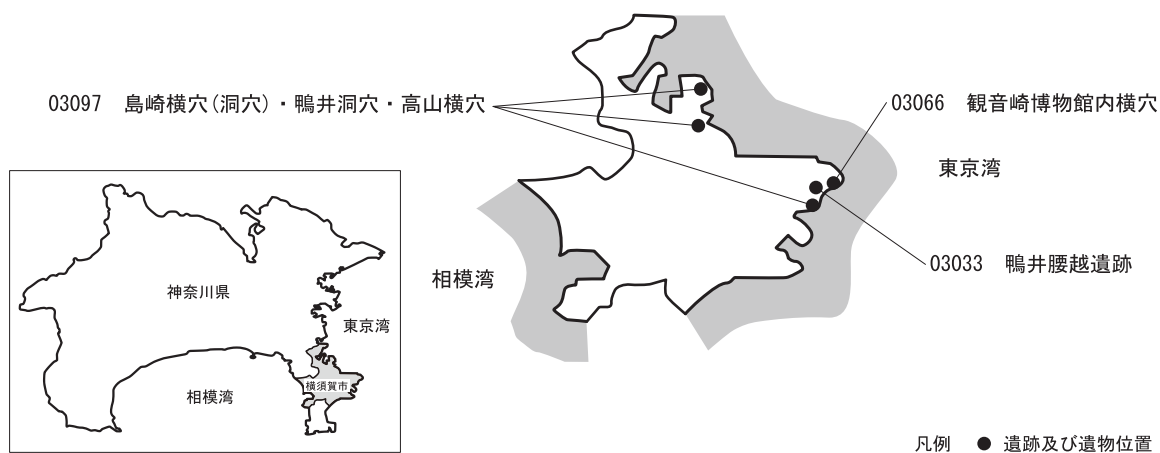 03097　島崎横穴（洞穴）・鴨井洞穴・高山横穴
03066　観音崎博物館内横穴
東京湾
03033　鴨井腰越遺跡
相模湾
神奈川県
東京湾
横須賀市
相模湾
凡例　●　遺跡及び遺物位置